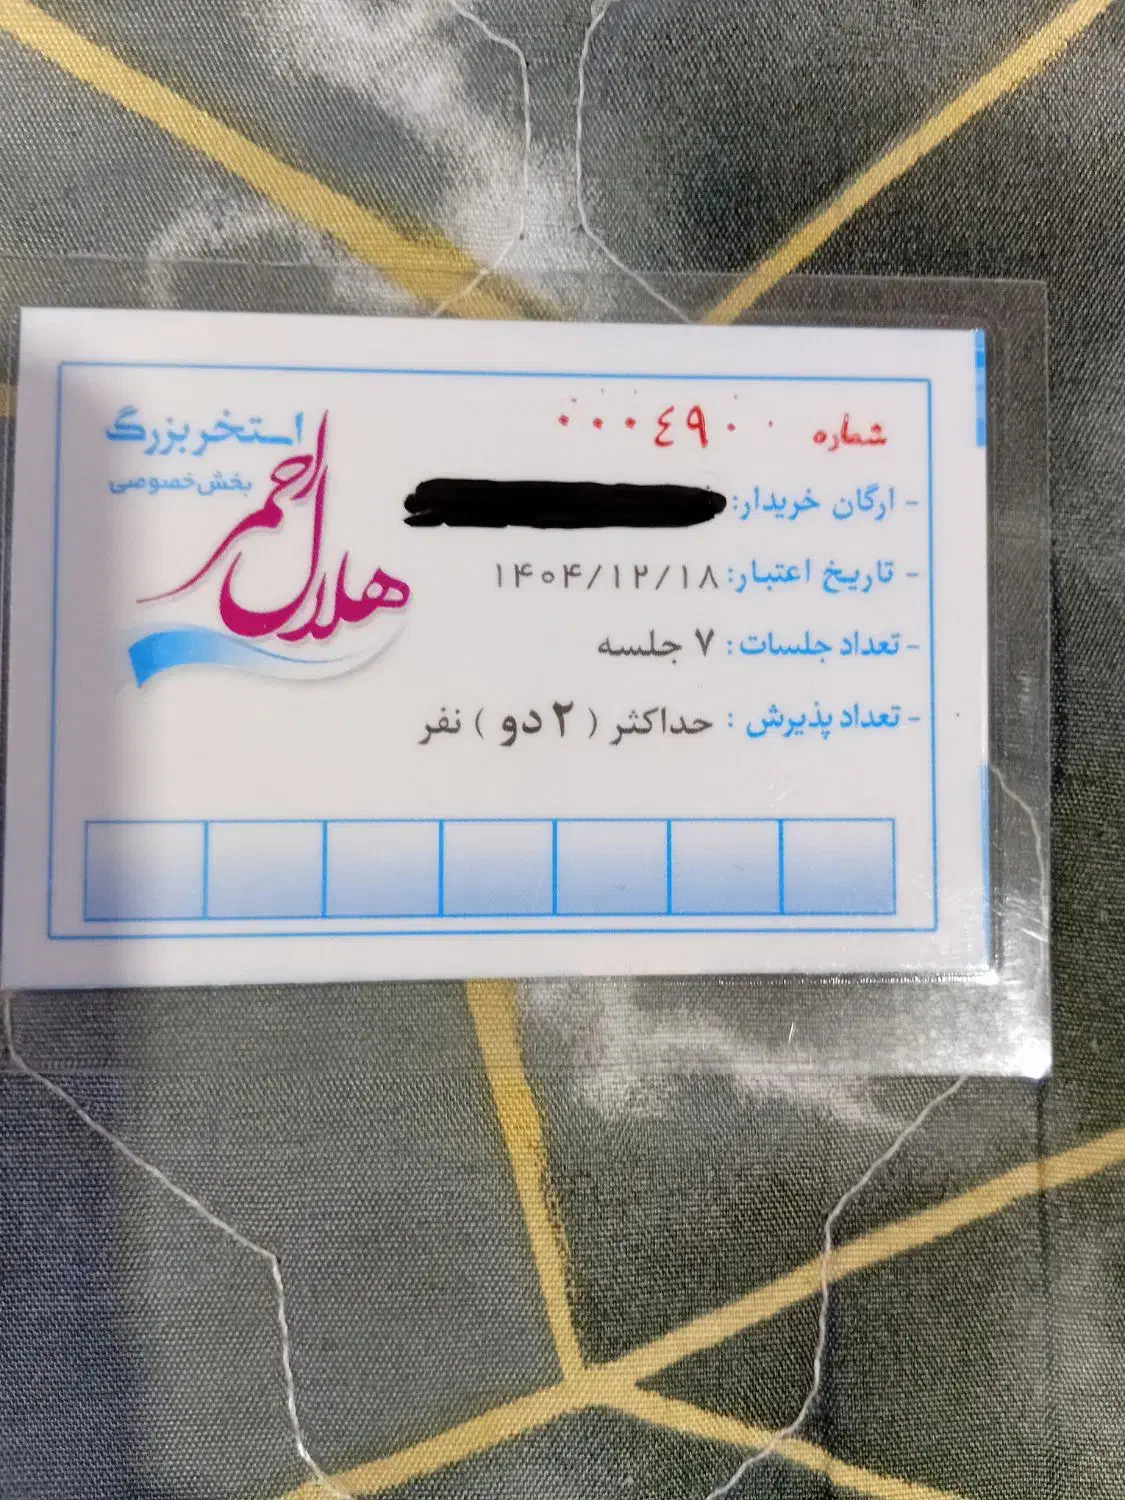 شماره ۰۰۰٤۹۰
استخر بزرگ
بخش خصوصی
هلال احمر
- ارگان خریدار:
- تاریخ اعتبار: ۱۴۰۴/۱۲/۱۸
- تعداد جلسات: ۷ جلسه
- تعداد پذیرش : حداکثر ( ۲ دو ) نفر